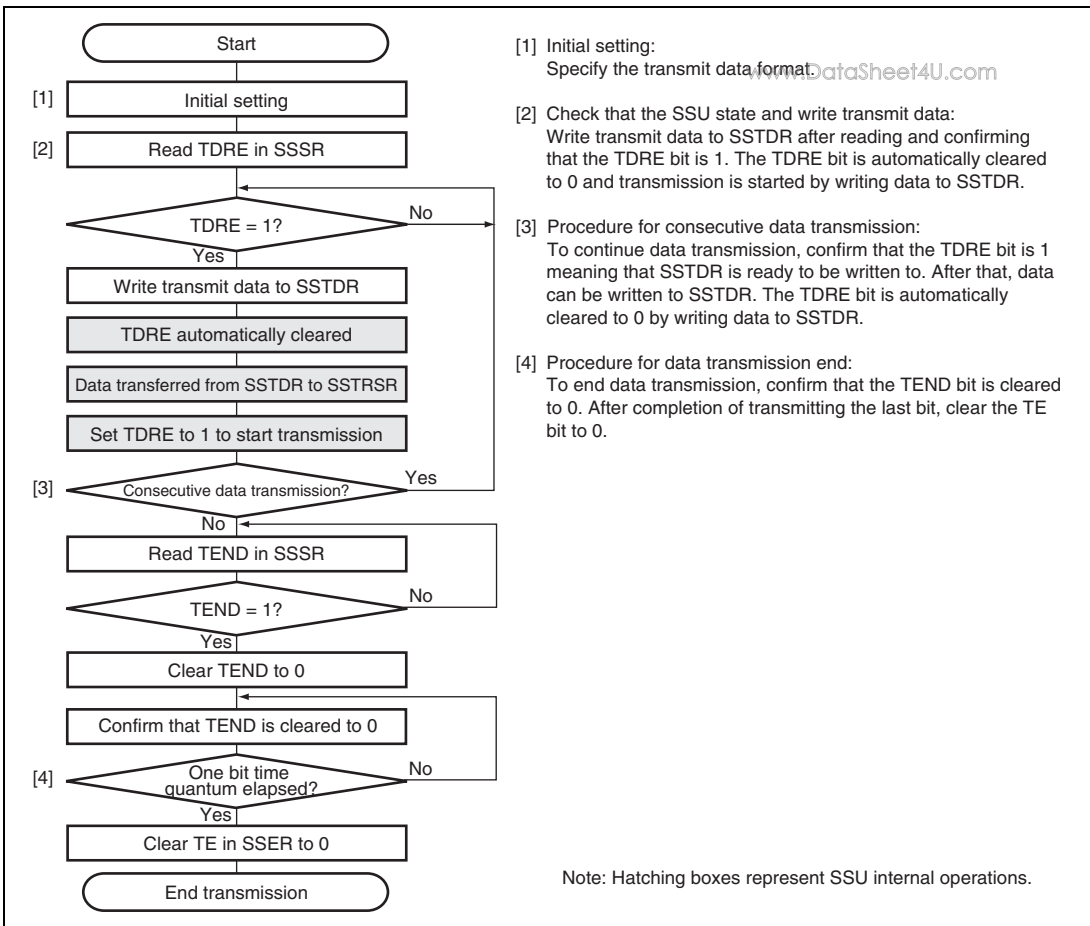 Start
[1] Initial setting
[2] Read TDRE in SSSR
TDRE = 1?
No
Yes
Write transmit data to SSTDR
TDRE automatically cleared
Data transferred from SSTDR to SSTRSR
Set TDRE to 1 to start transmission
[3] Consecutive data transmission?
Yes
No
Read TEND in SSSR
TEND = 1?
No
Yes
Clear TEND to 0
Confirm that TEND is cleared to 0
[4] One bit time
quantum elapsed?
No
Yes
Clear TE in SSER to 0
End transmission
[1] Initial setting:
Specify the transmit data format.
www.DataSheet4U.com
[2] Check that the SSU state and write transmit data:
Write transmit data to SSTDR after reading and confirming
that the TDRE bit is 1. The TDRE bit is automatically cleared
to 0 and transmission is started by writing data to SSTDR.
[3] Procedure for consecutive data transmission:
To continue data transmission, confirm that the TDRE bit is 1
meaning that SSTDR is ready to be written to. After that, data
can be written to SSTDR. The TDRE bit is automatically
cleared to 0 by writing data to SSTDR.
[4] Procedure for data transmission end:
To end data transmission, confirm that the TEND bit is cleared
to 0. After completion of transmitting the last bit, clear the TE
bit to 0.
Note: Hatching boxes represent SSU internal operations.